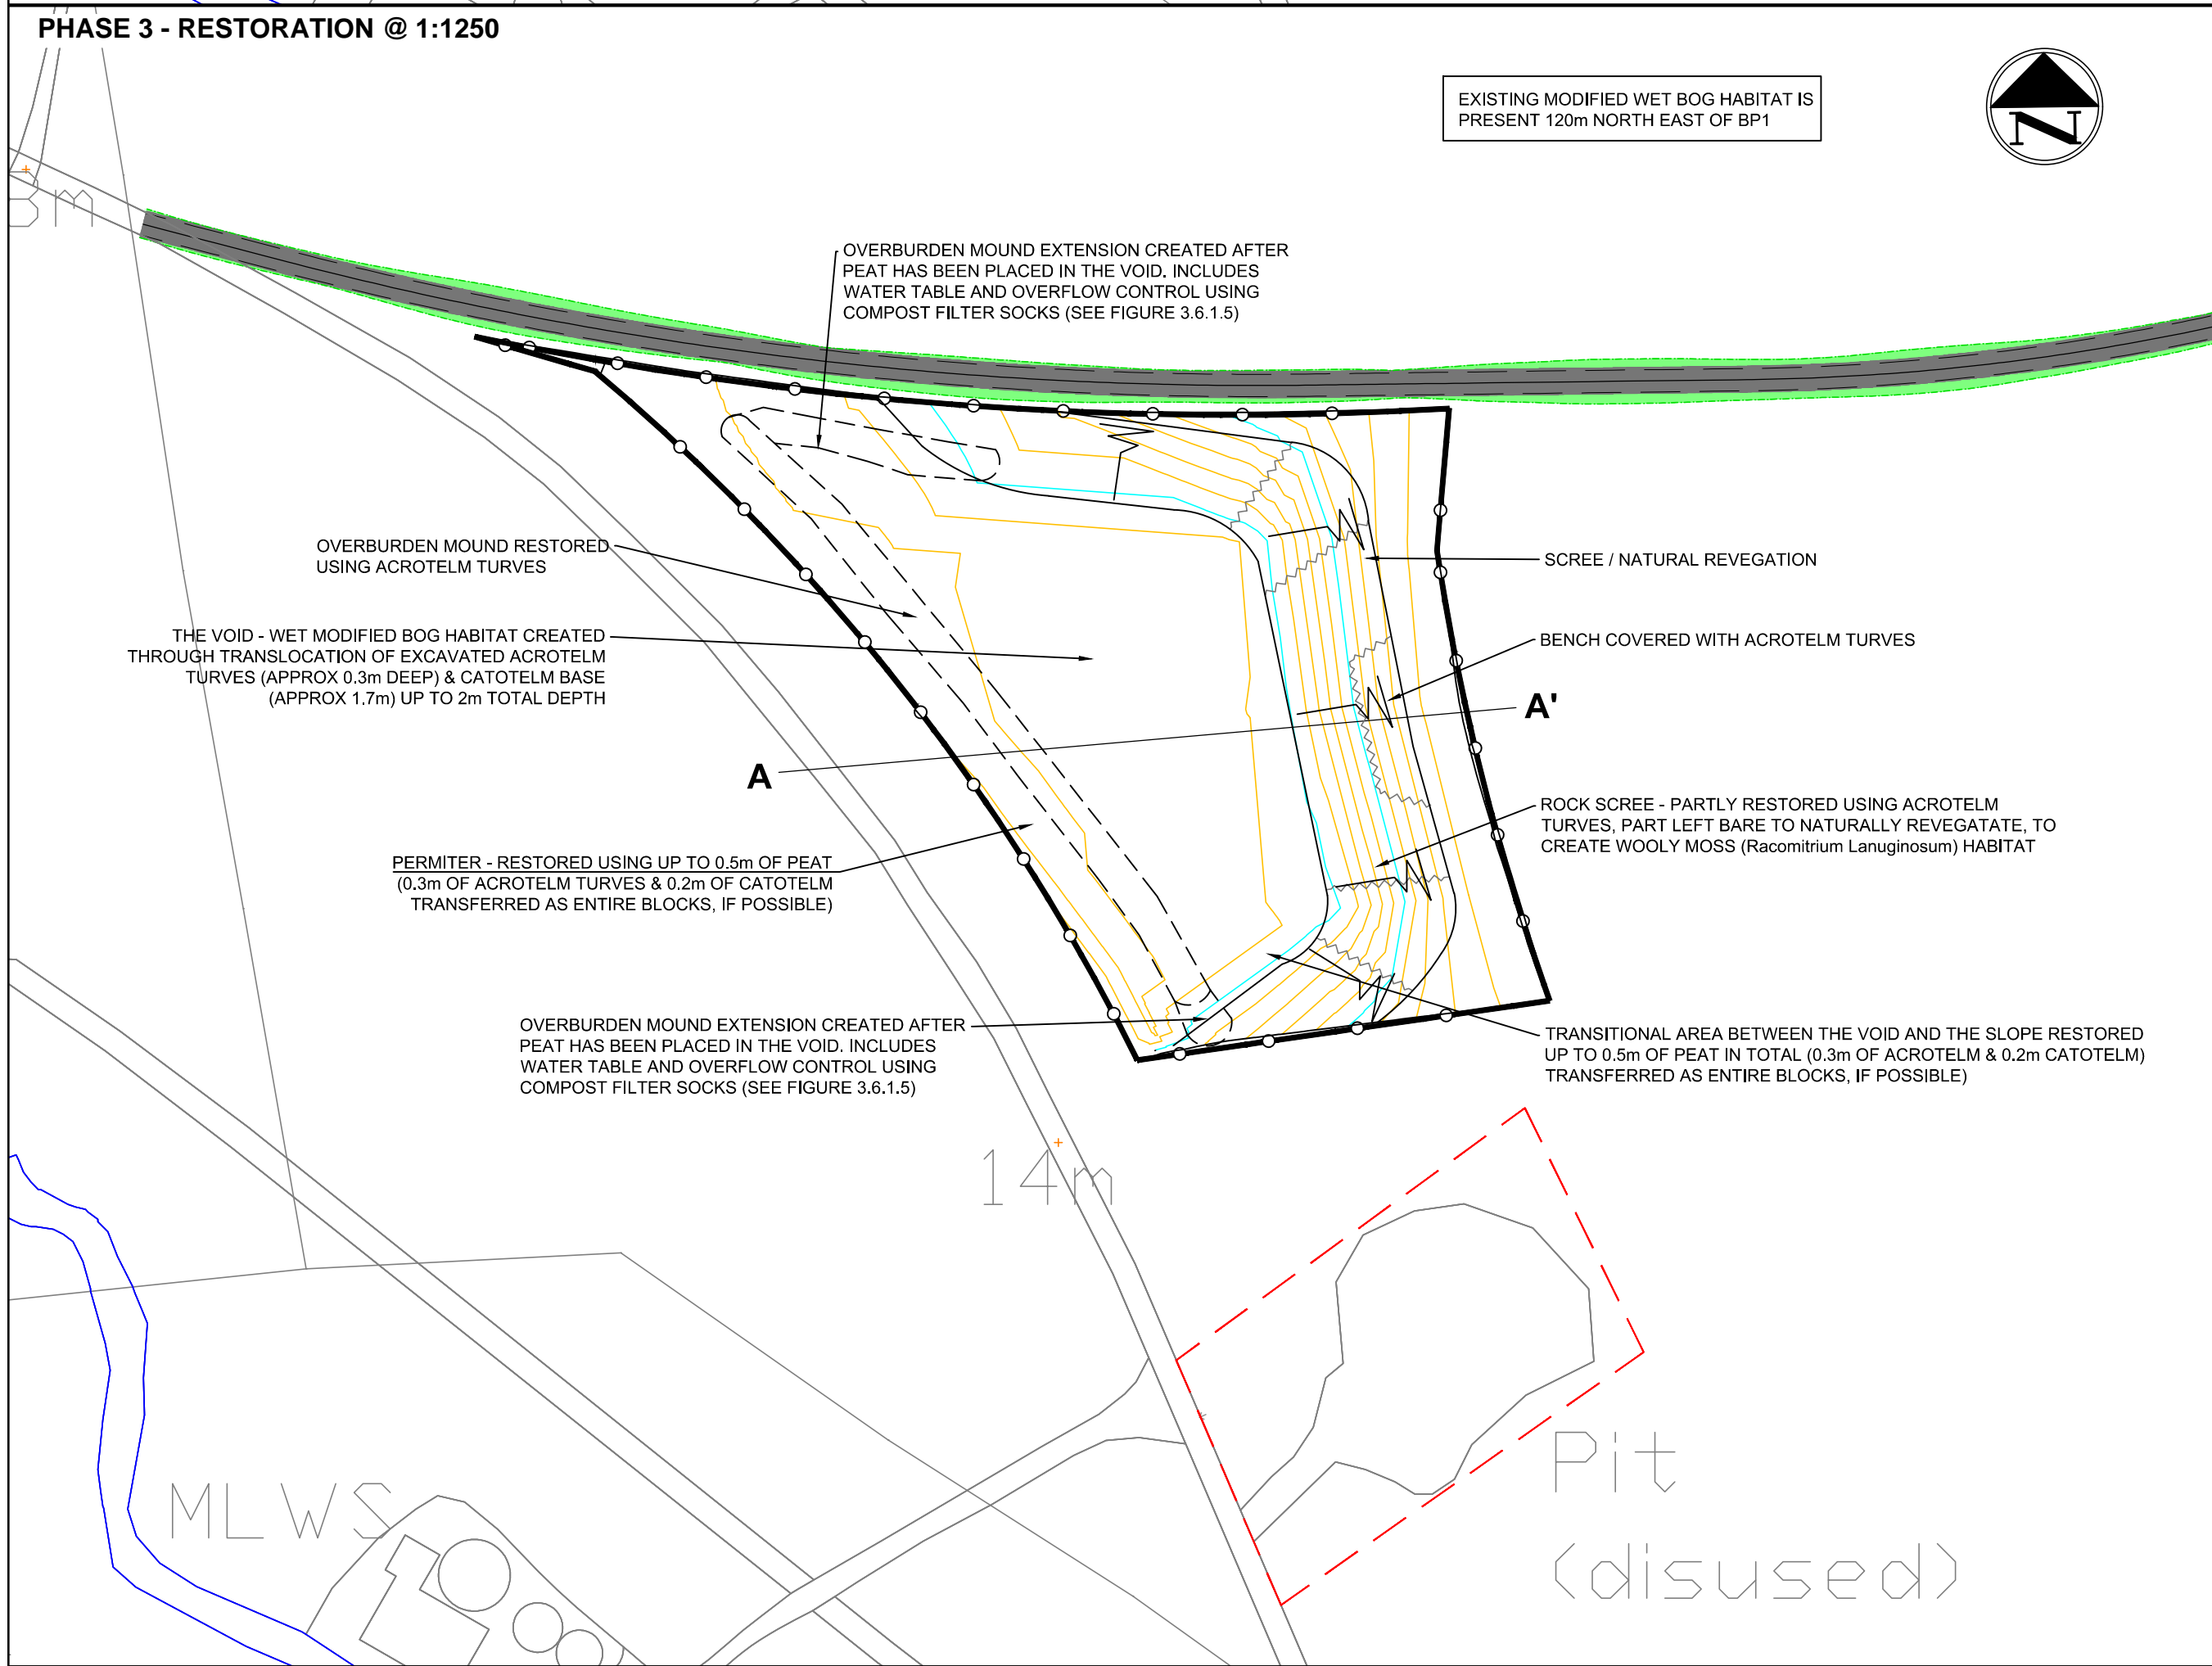 PHASE 3 - RESTORATION @ 1:1250
EXISTING MODIFIED WET BOG HABITAT IS
PRESENT 120m NORTH EAST OF BP1
N
3m
OVERBURDEN MOUND EXTENSION CREATED AFTER
PEAT HAS BEEN PLACED IN THE VOID. INCLUDES
WATER TABLE AND OVERFLOW CONTROL USING
COMPOST FILTER SOCKS (SEE FIGURE 3.6.1.5)
OVERBURDEN MOUND RESTORED
USING ACROTELM TURVES
SCREE / NATURAL REVEGATION
THE VOID - WET MODIFIED BOG HABITAT CREATED
THROUGH TRANSLOCATION OF EXCAVATED ACROTELM
TURVES (APPROX 0.3m DEEP) & CATOTELM BASE
(APPROX 1.7m) UP TO 2m TOTAL DEPTH
BENCH COVERED WITH ACROTELM TURVES
A'
A
ROCK SCREE - PARTLY RESTORED USING ACROTELM
TURVES, PART LEFT BARE TO NATURALLY REVEGATATE, TO
CREATE WOOLY MOSS (Racomitrium Lanuginosum) HABITAT
PERMITER - RESTORED USING UP TO 0.5m OF PEAT
(0.3m OF ACROTELM TURVES & 0.2m OF CATOTELM
TRANSFERRED AS ENTIRE BLOCKS, IF POSSIBLE)
OVERBURDEN MOUND EXTENSION CREATED AFTER
PEAT HAS BEEN PLACED IN THE VOID. INCLUDES
WATER TABLE AND OVERFLOW CONTROL USING
COMPOST FILTER SOCKS (SEE FIGURE 3.6.1.5)
TRANSITIONAL AREA BETWEEN THE VOID AND THE SLOPE RESTORED
UP TO 0.5m OF PEAT IN TOTAL (0.3m OF ACROTELM & 0.2m CATOTELM)
TRANSFERRED AS ENTIRE BLOCKS, IF POSSIBLE)
14m
MLWS
Pit
(disused)